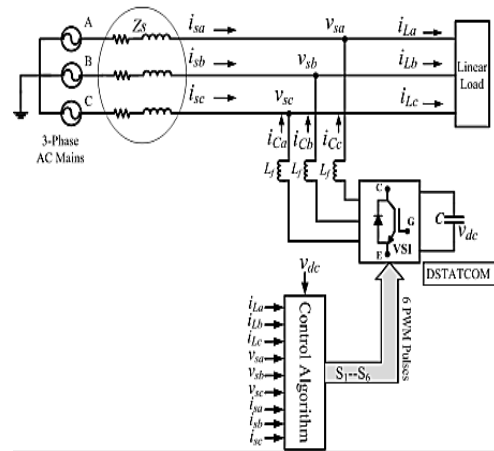 A
Zs
isa
vsa
iLa
B
isb
vsb
iLb
C
isc
vsc
iLc
3-Phase
AC Mains
Linear
Load
iCa
iCb
iCc
Lf
Lf
Lf
C
G
E
VSI
C
vdc
DSTATCOM
vdc
iLa
iLb
iLc
vsa
vsb
vsc
isa
isb
isc
Control Algorithm
S1--S6
6 PWM Pulses